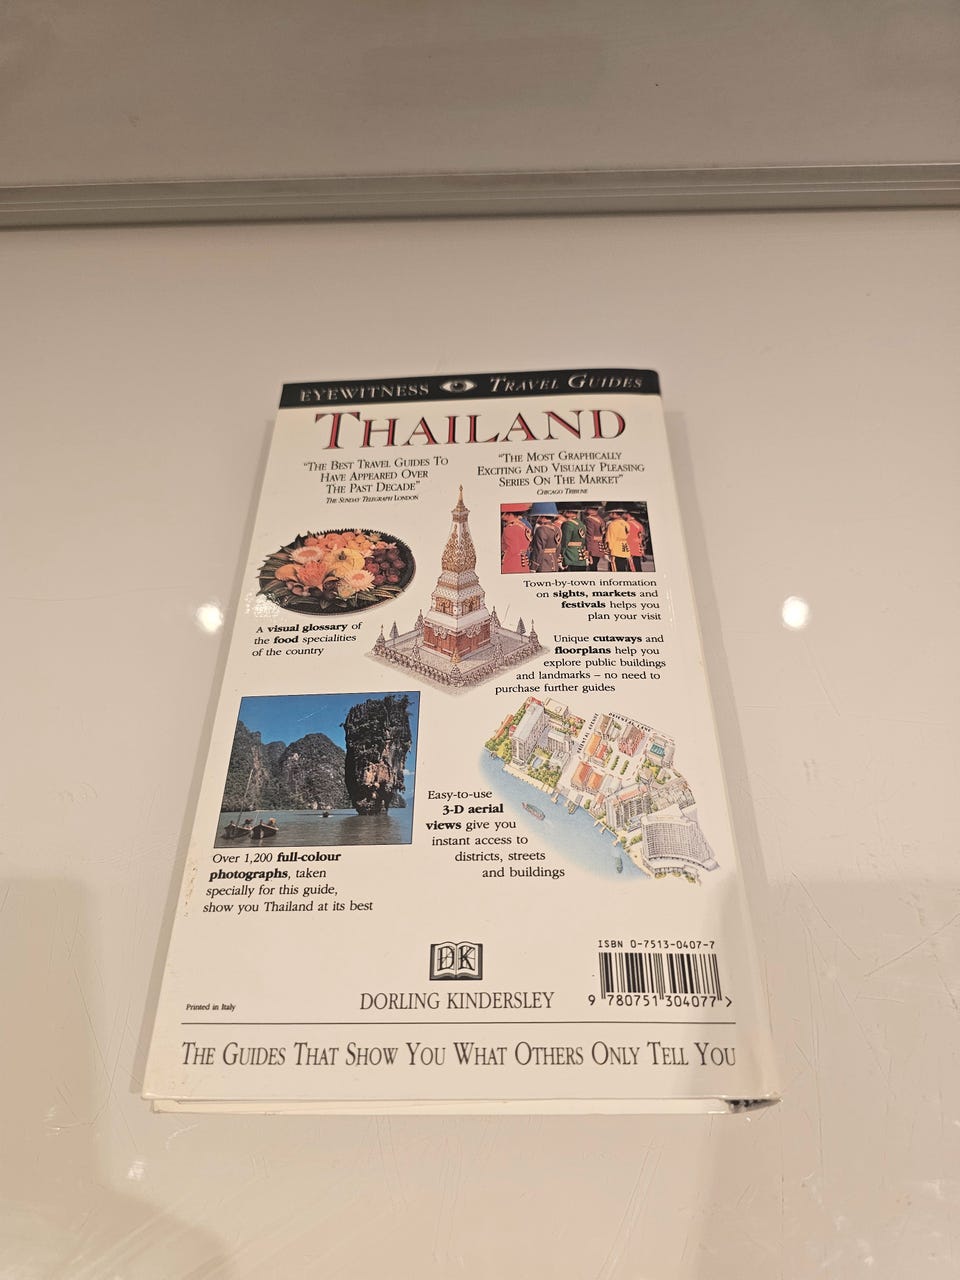 EYEWITNESS TRAVEL GUIDES
THAILAND
"THE BEST TRAVEL GUIDES TO
HAVE APPEARED OVER
THE PAST DECADE"
THE SUNDAY TELEGRAPH LONDON
"THE MOST GRAPHICALLY
EXCITING AND VISUALLY PLEASING
SERIES ON THE MARKET"
CHICAGO TRIBUNE
A visual glossary of
the food specialities
of the country
Town-by-town information
on sights, markets and
festivals helps you
plan your visit
Unique cutaways and
floorplans help you
explore public buildings
and landmarks – no need to
purchase further guides
ORIENTAL AVENUE
ORIENTAL LANE
Easy-to-use
3-D aerial
views give you
instant access to
districts, streets
and buildings
Over 1,200 full-colour
photographs, taken
specially for this guide,
show you Thailand at its best
DK
DORLING KINDERSLEY
Printed in Italy
ISBN 0-7513-0407-7
9 780751 304077 >
THE GUIDES THAT SHOW YOU WHAT OTHERS ONLY TELL YOU